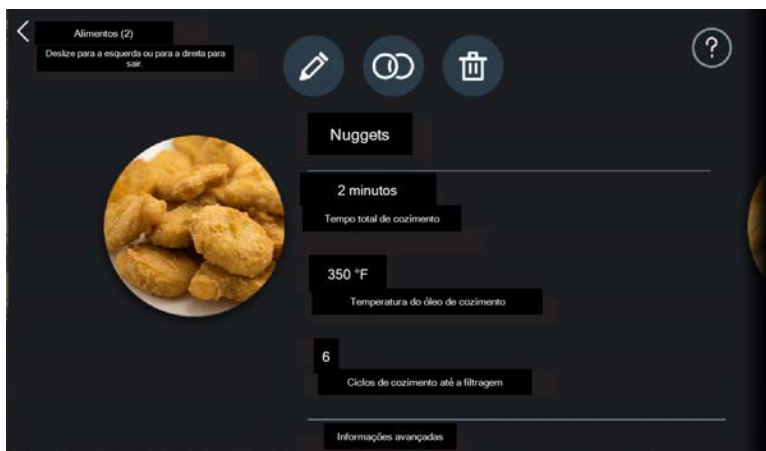 Alimentos (2)
Deslize para a esquerda ou para a direita para
sair.
?
Nuggets
2 minutos
Tempo total de cozimento
350 °F
Temperatura do óleo de cozimento
6
Ciclos de cozimento até a filtragem
Informações avançadas